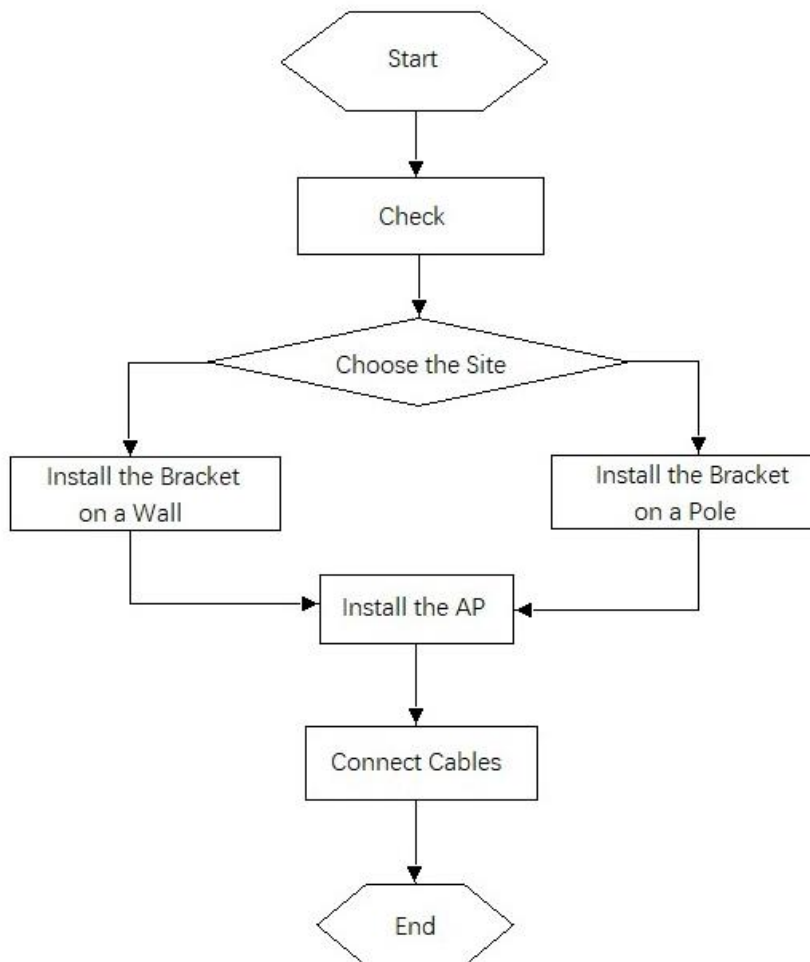 Start
Check
Choose the Site
Install the Bracket
on a Wall
Install the Bracket
on a Pole
Install the AP
Connect Cables
End